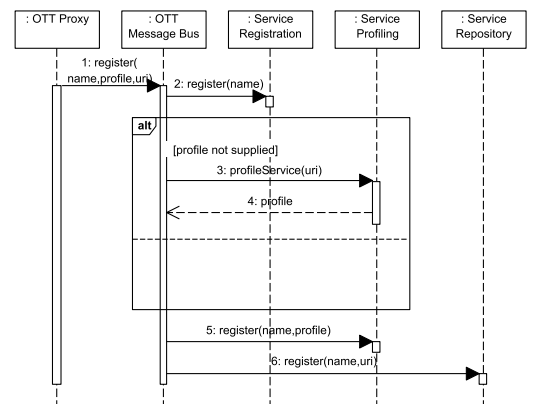 : OTT Proxy
: OTT
Message Bus
: Service
Registration
: Service
Profiling
: Service
Repository
1: register(
name,profile,uri)
2: register(name)
alt
[profile not supplied]
3: profileService(uri)
4: profile
5: register(name,profile)
6: register(name,uri)